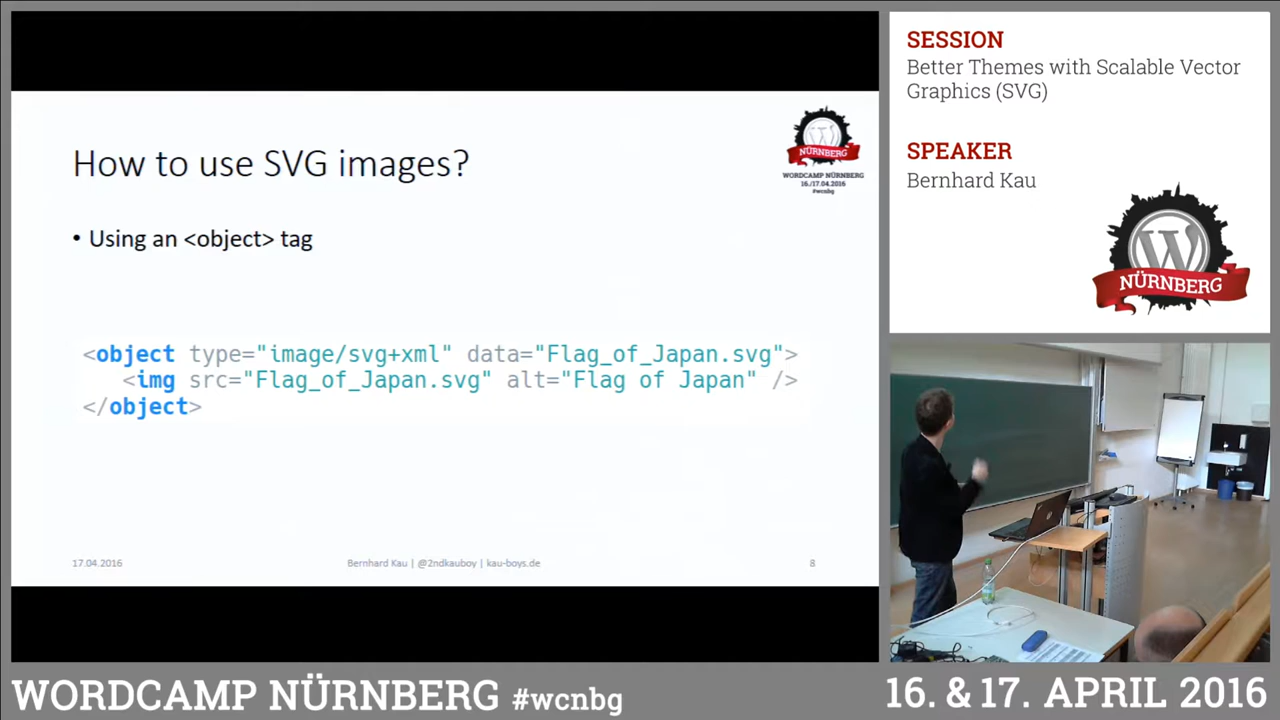 How to use SVG images?
• Using an <object> tag
<object type="image/svg+xml" data="Flag_of_Japan.svg">
<img src="Flag_of_Japan.svg" alt="Flag of Japan" />
</object>
17.04.2016
Bernhard Kau | @2ndkauboy | kau-boys.de
8
NÜRNBERG
WORDCAMP NÜRNBERG
16./17.04.2016
#wcnbg
SESSION
Better Themes with Scalable Vector
Graphics (SVG)
SPEAKER
Bernhard Kau
W
NÜRNBERG
WORDCAMP NÜRNBERG #wcnbg
16. & 17. APRIL 2016